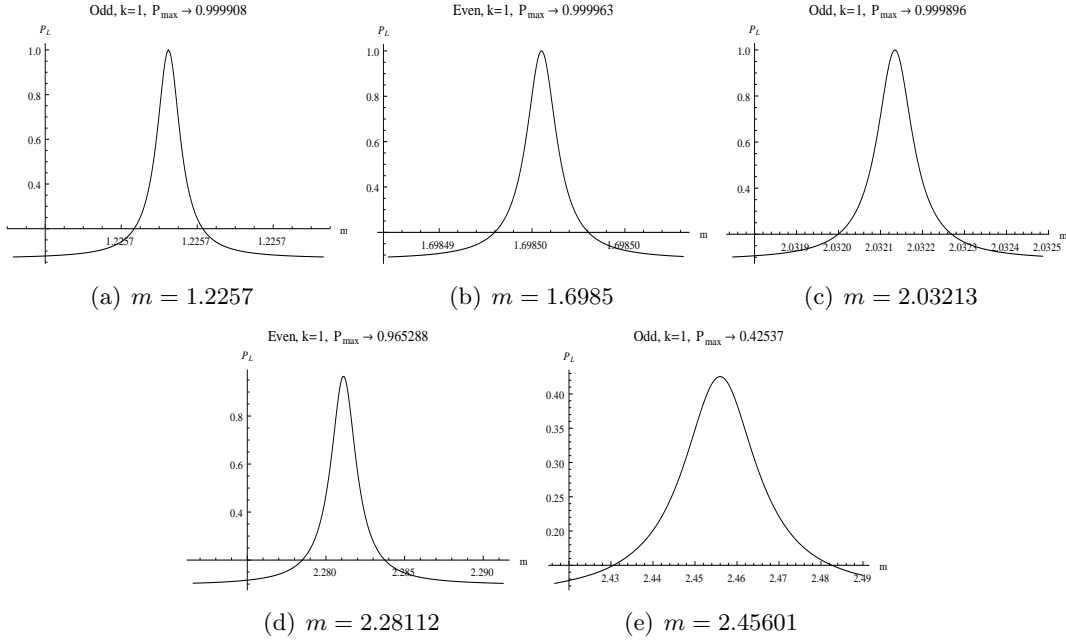 Odd, k=1, P_max → 0.999908
P_L
1.0
0.8
0.6
0.4
1.2257 1.2257 1.2257 m
(a) m = 1.2257
Even, k=1, P_max → 0.999963
P_L
1.0
0.8
0.6
0.4
1.69849 1.69850 1.69850 m
(b) m = 1.6985
Odd, k=1, P_max → 0.999896
P_L
1.0
0.8
0.6
0.4
2.0319 2.0320 2.0321 2.0322 2.0323 2.0324 2.0325 m
(c) m = 2.03213
Even, k=1, P_max → 0.965288
P_L
0.8
0.6
0.4
2.280 2.285 2.290 m
(d) m = 2.28112
Odd, k=1, P_max → 0.42537
P_L
0.40
0.35
0.30
0.25
0.20
2.43 2.44 2.45 2.46 2.47 2.48 2.49 m
(e) m = 2.45601